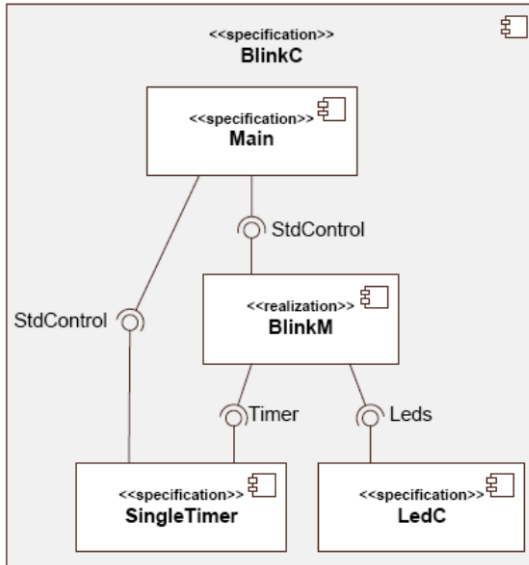 <<specification>>
BlinkC
<<specification>>
Main
StdControl
StdControl
<<realization>>
BlinkM
Timer
Leds
<<specification>>
SingleTimer
<<specification>>
LedC